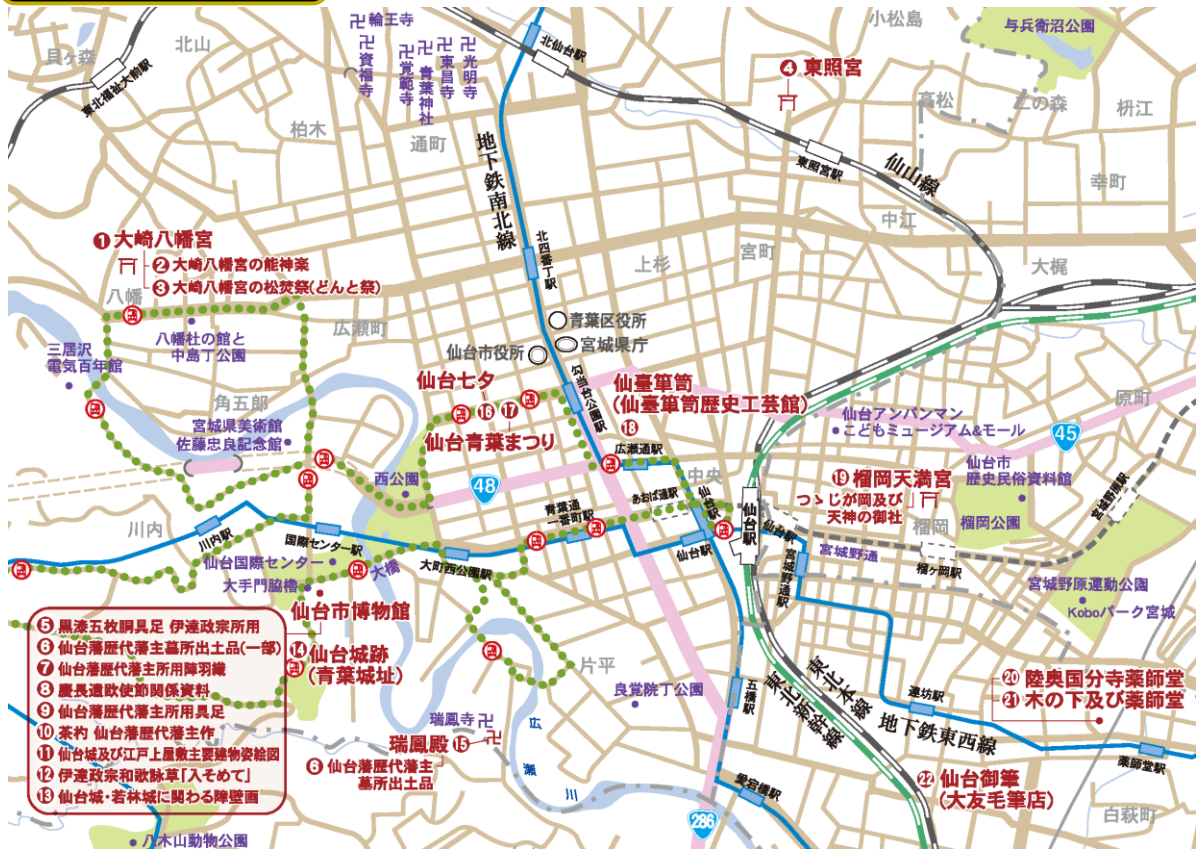 貝ヶ森
北山
東北福祉大前駅
卍輪王寺
卍資福寺
卍覚範寺
卍青葉神社
卍東昌寺
卍光明寺
北仙台駅
小松島
与兵衛沼公園
④ 東照宮
高松
二の森
枡江
柏木
通町
地下鉄南北線
東照宮駅
仙山線
幸町
中江
① 大崎八幡宮
② 大崎八幡宮の能神楽
③ 大崎八幡宮の松焚祭(どんと祭)
八幡
北四番丁駅
上杉
宮町
大梶
広瀬町
八幡杜の館と
中島丁公園
三居沢
電気百年館
青葉区役所
宮城県庁
仙台市役所
勾当台公園駅
角五郎
宮城県美術館
佐藤忠良記念館
仙台七夕
⑯ ⑰
仙台青葉まつり
仙臺箪笥
(仙臺箪笥歴史工芸館)
⑱
広瀬通駅
仙台アンパンマン
こどもミュージアム&モール
原町
45
仙台市
歴史民俗資料館
西公園
48
中央
⑲ 榴岡天満宮
つゝじが岡及び
天神の御社
榴岡
榴岡公園
宮城野原駅
川内
川内駅
国際センター駅
青葉通
一番町駅
あおば通駅
仙台駅
仙台駅
仙台駅
仙台駅
宮城野通駅
宮城野通
榴ヶ岡駅
仙台国際センター
大手門脇櫓
大橋
大町西公園駅
宮城野原運動公園
Koboパーク宮城
仙台市博物館
⑤ 黒漆五枚胴具足 伊達政宗所用
⑥ 仙台藩歴代藩主墓所出土品(一部)
⑦ 仙台藩歴代藩主所用陣羽織
⑧ 慶長遣欧使節関係資料
⑨ 仙台藩歴代藩主所用具足
⑩ 茶杓 仙台藩歴代藩主作
⑪ 仙台城及び江戸上屋敷主要建物姿絵図
⑫ 伊達政宗和歌詠草「入そめて」
⑬ 仙台城・若林城に関わる障壁画
⑭ 仙台城跡
(青葉城址)
片平
良覚院丁公園
五橋駅
東北本線
東北新幹線
連坊駅
地下鉄東西線
⑳ 陸奥国分寺薬師堂
㉑ 木の下及び薬師堂
薬師堂駅
瑞鳳寺卍
瑞鳳殿 ⑮ 卍
⑥ 仙台藩歴代藩主
墓所出土品
広瀬川
愛宕橋駅
286
㉒ 仙台御筆
(大友毛筆店)
白萩町
八木山動物公園